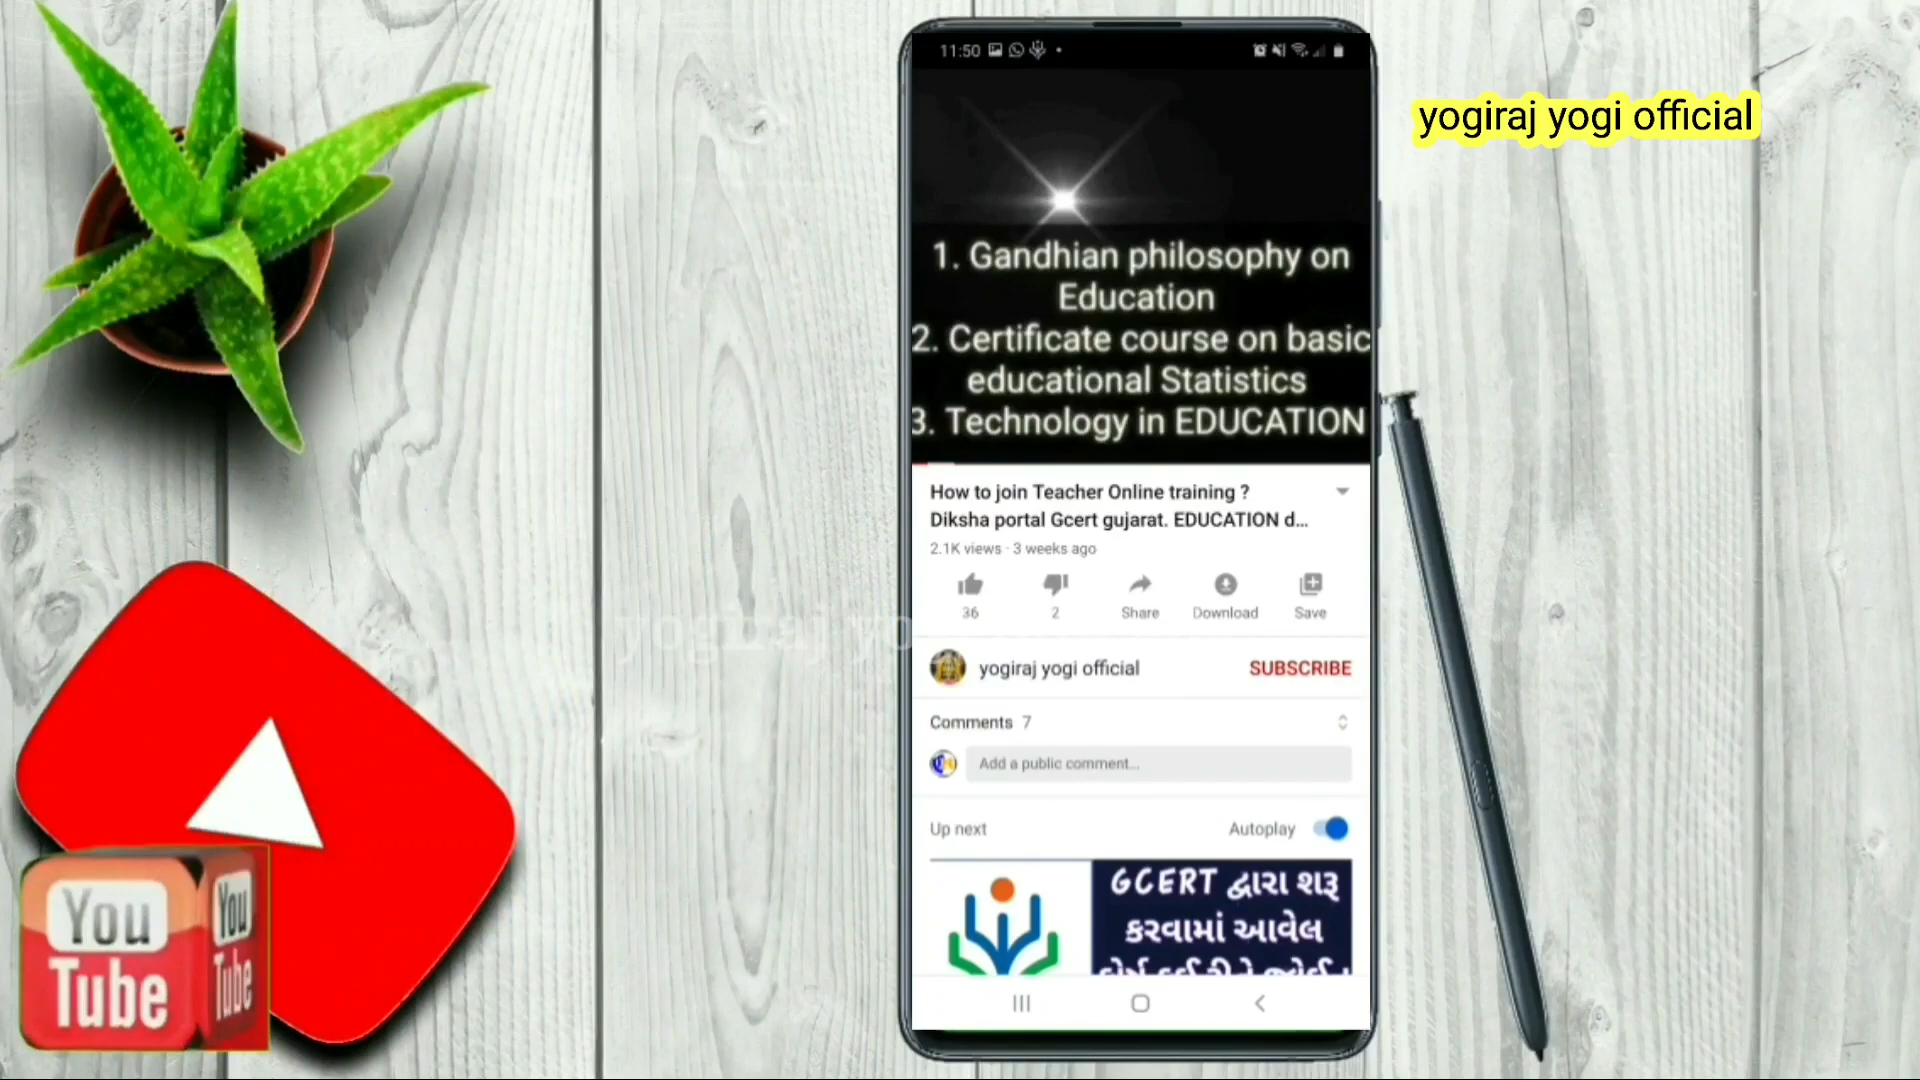 11:50
yogiraj yogi official
1. Gandhian philosophy on
Education
2. Certificate course on basic
educational Statistics
3. Technology in EDUCATION
How to join Teacher Online training ?
Diksha portal Gcert gujarat. EDUCATION d...
2.1K views · 3 weeks ago
36
2
Share
Download
Save
yogiraj yo
yogiraj yogi official
SUBSCRIBE
Comments 7
Add a public comment...
Up next
Autoplay
GCERT દ્વારા શરૂ
કરવામાં આવેલ
You
Tube
You
Tube